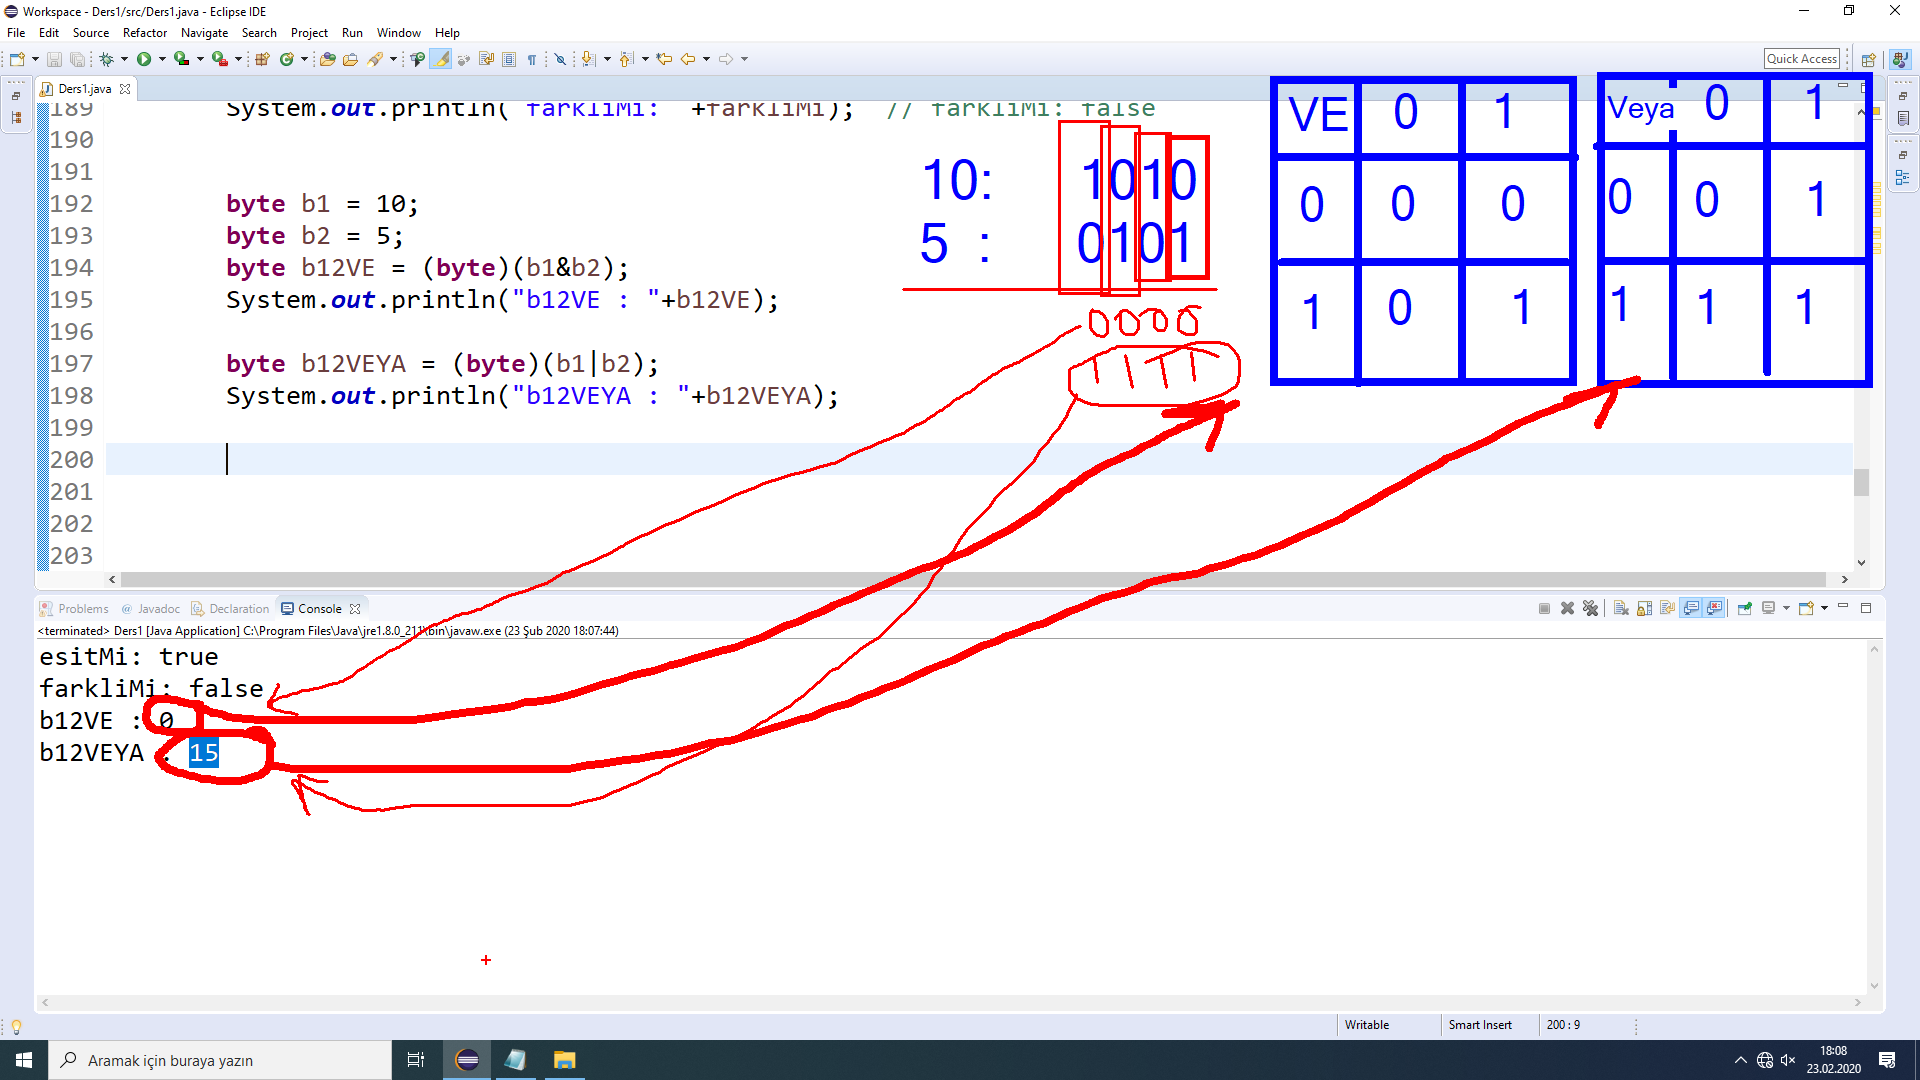 Workspace - Ders1/src/Ders1.java - Eclipse IDE
File Edit Source Refactor Navigate Search Project Run Window Help
Quick Access
Ders1.java
189 System.out.println( farkliMi: "+farkliMi); // farkliMi: false
190
191
192 byte b1 = 10;
193 byte b2 = 5;
194 byte b12VE = (byte)(b1&b2);
195 System.out.println("b12VE : "+b12VE);
196
197 byte b12VEYA = (byte)(b1|b2);
198 System.out.println("b12VEYA : "+b12VEYA);
199
200
201
202
203
10: 1010
5 : 0101
0000
1111
VE 0 1
0 0 0
1 0 1
Veya 0 1
0 0 1
1 1 1
Problems @ Javadoc Declaration Console
<terminated> Ders1 [Java Application] C:\Program Files\Java\jre1.8.0_211\bin\javaw.exe (23 Şub 2020 18:07:44)
esitMi: true
farkliMi: false
b12VE : 0
b12VEYA : 15
Writable Smart Insert 200 : 9
Aramak için buraya yazın
18:08
23.02.2020